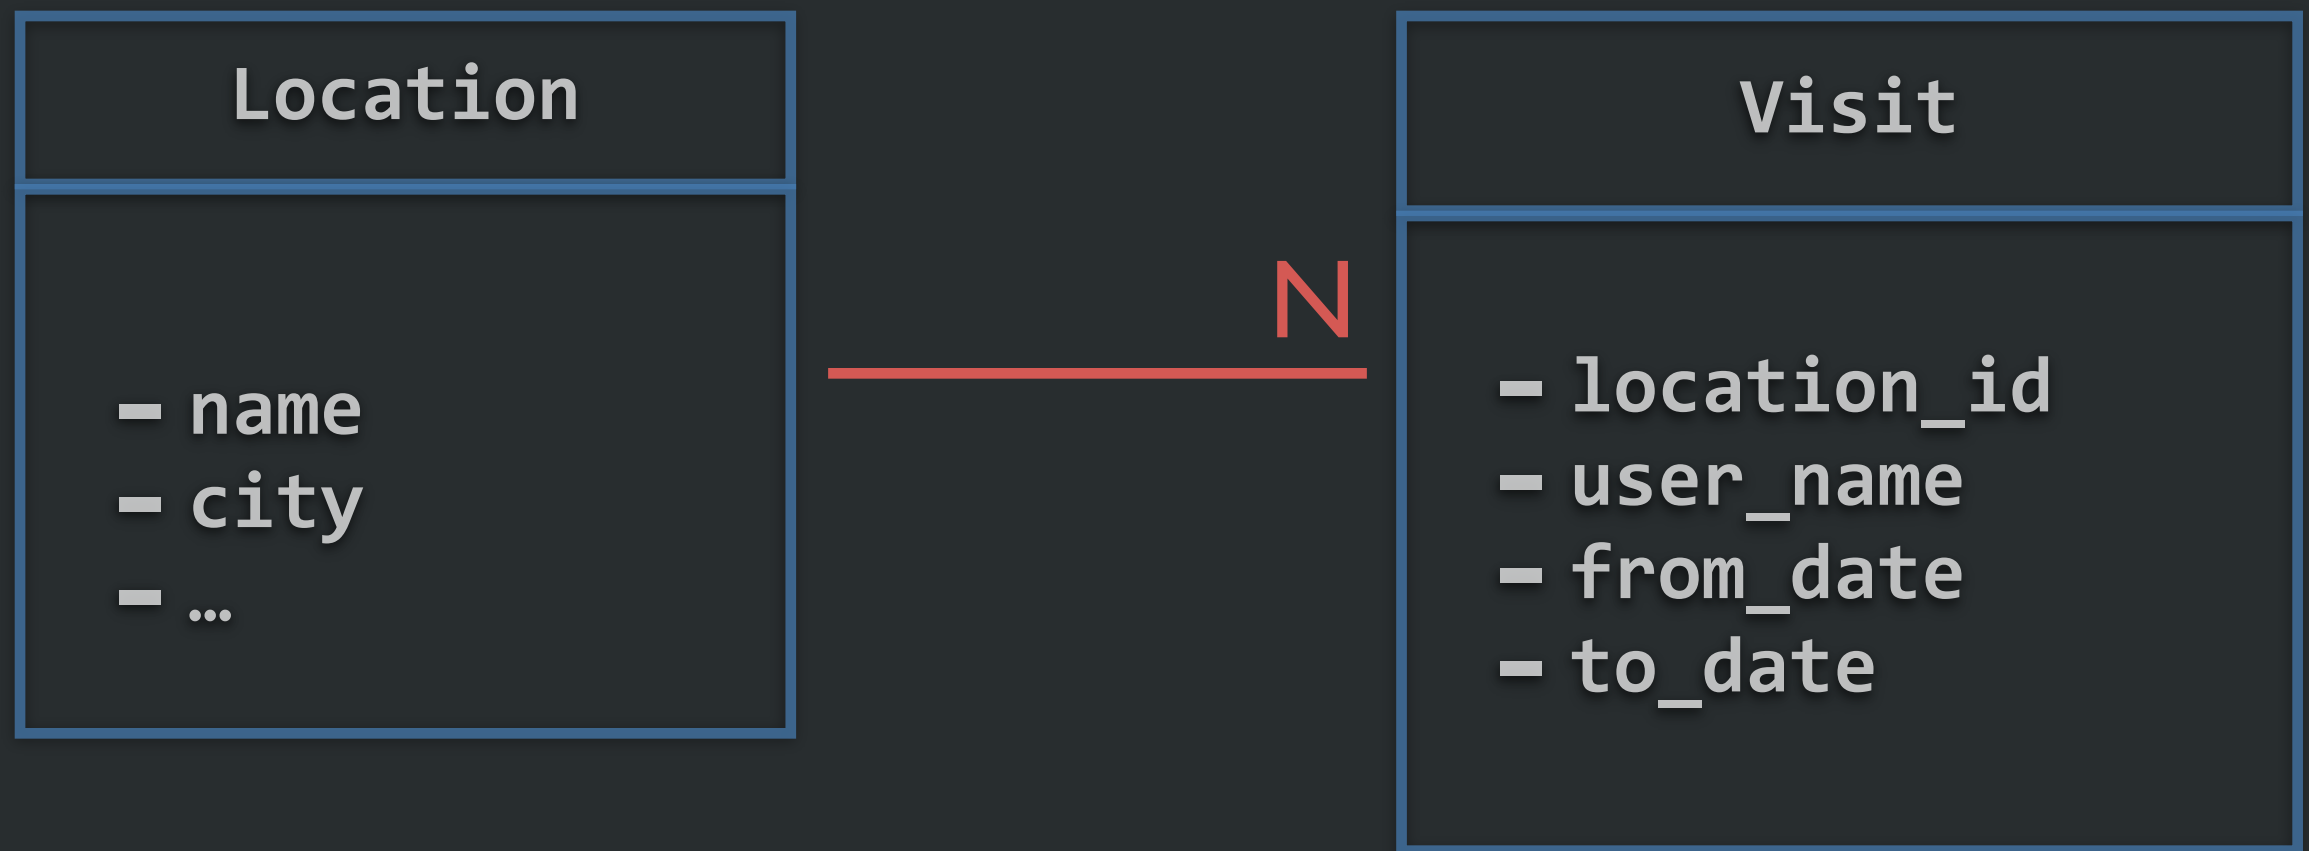 Location
- name
- city
- …
N
Visit
- location_id
- user_name
- from_date
- to_date